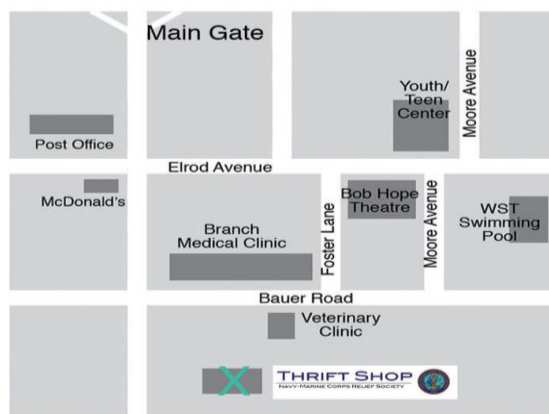 Main Gate
Youth/
Teen
Center
Moore Avenue
Post Office
Elrod Avenue
McDonald's
Bob Hope
Theatre
WST
Swimming
Pool
Branch
Medical Clinic
Foster Lane
Moore Avenue
Bauer Road
Veterinary
Clinic
X
THRIFT SHOP
NAVY-MARINE CORPS RELIEF SOCIETY